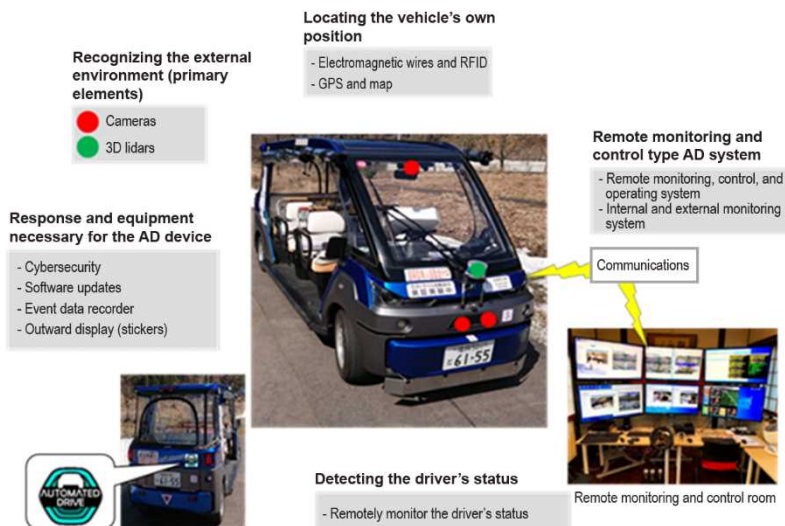 Locating the vehicle's own
position
- Electromagnetic wires and RFID
- GPS and map
Recognizing the external
environment (primary
elements)
Cameras
3D lidars
Remote monitoring and
control type AD system
- Remote monitoring, control, and
operating system
- Internal and external monitoring
system
Response and equipment
necessary for the AD device
- Cybersecurity
- Software updates
- Event data recorder
- Outward display (stickers)
Communications
61-55
AUTOMATED
DRIVE
Detecting the driver's status
- Remotely monitor the driver's status
Remote monitoring and control room